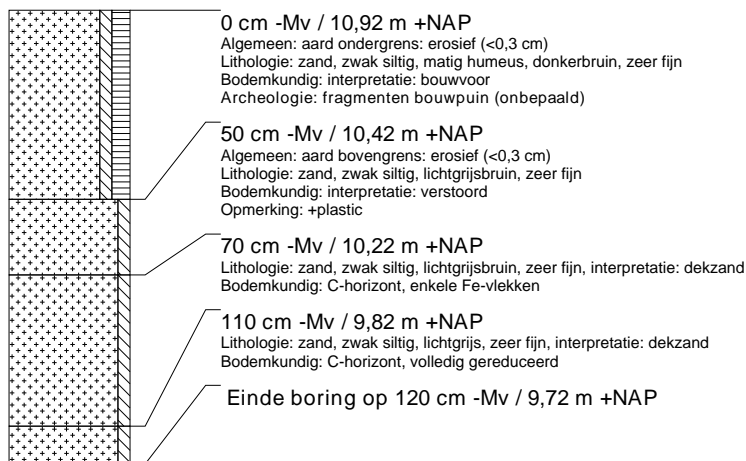 0 cm -Mv / 10,92 m +NAP
Algemeen: aard ondergrens: erosief (<0,3 cm)
Lithologie: zand, zwak siltig, matig humeus, donkerbruin, zeer fijn
Bodemkundig: interpretatie: bouwvoor
Archeologie: fragmenten bouwpuin (onbepaald)
50 cm -Mv / 10,42 m +NAP
Algemeen: aard bovengrens: erosief (<0,3 cm)
Lithologie: zand, zwak siltig, lichtgrijsbruin, zeer fijn
Bodemkundig: interpretatie: verstoord
Opmerking: +plastic
70 cm -Mv / 10,22 m +NAP
Lithologie: zand, zwak siltig, lichtgrijsbruin, zeer fijn, interpretatie: dekzand
Bodemkundig: C-horizont, enkele Fe-vlekken
110 cm -Mv / 9,82 m +NAP
Lithologie: zand, zwak siltig, lichtgrijs, zeer fijn, interpretatie: dekzand
Bodemkundig: C-horizont, volledig gereduceerd
Einde boring op 120 cm -Mv / 9,72 m +NAP